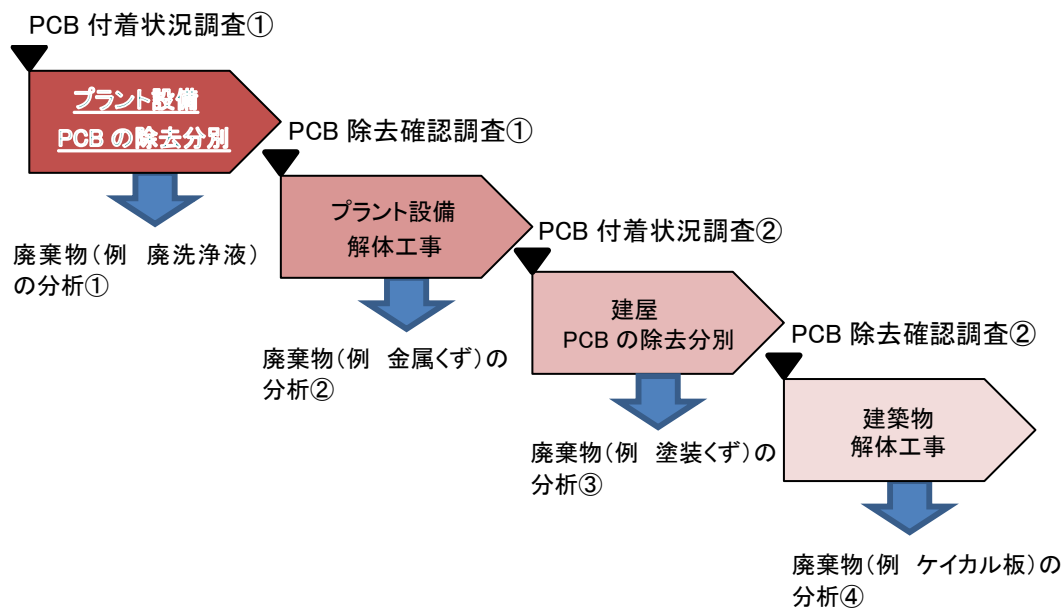 PCB 付着状況調査①
プラント設備
PCB の除去分別
PCB 除去確認調査①
廃棄物(例 廃洗浄液)
の分析①
プラント設備
解体工事
PCB 付着状況調査②
廃棄物(例 金属くず)の
分析②
建屋
PCB の除去分別
PCB 除去確認調査②
廃棄物(例 塗装くず)の
分析③
建築物
解体工事
廃棄物(例 ケイカル板)の
分析④